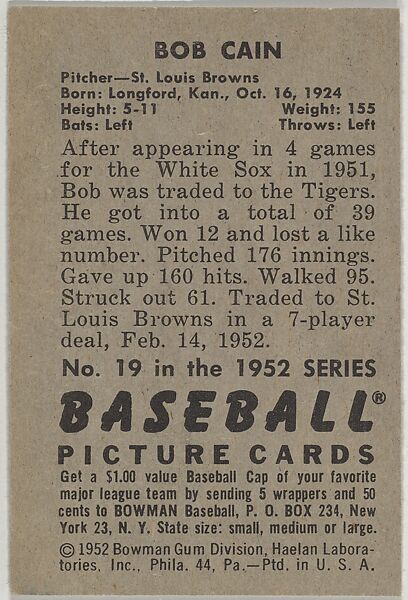 BOB CAIN
Pitcher—St. Louis Browns
Born: Longford, Kan., Oct. 16, 1924
Height: 5-11 Weight: 155
Bats: Left Throws: Left
After appearing in 4 games
for the White Sox in 1951,
Bob was traded to the Tigers.
He got into a total of 39
games. Won 12 and lost a like
number. Pitched 176 innings.
Gave up 160 hits. Walked 95.
Struck out 61. Traded to St.
Louis Browns in a 7-player
deal, Feb. 14, 1952.
No. 19 in the 1952 SERIES
BASEBALL®
PICTURE CARDS
Get a $1.00 value Baseball Cap of your favorite
major league team by sending 5 wrappers and 50
cents to BOWMAN Baseball, P. O. BOX 234, New
York 23, N. Y. State size: small, medium or large.
© 1952 Bowman Gum Division, Haelan Labora-
tories, Inc., Phila. 44, Pa.—Ptd. in U. S. A.